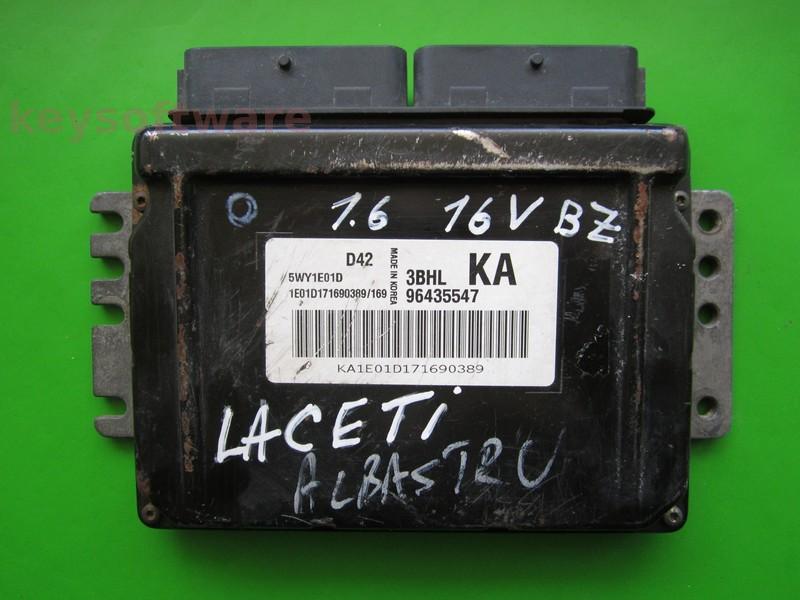 keysoftware
O 1.6 16V BZ
D42
5WY1E01D
1E01D171690389/169
MADE IN KOREA
3BHL KA
96435547
KA1E01D171690389
LACETi
ALBASTRU